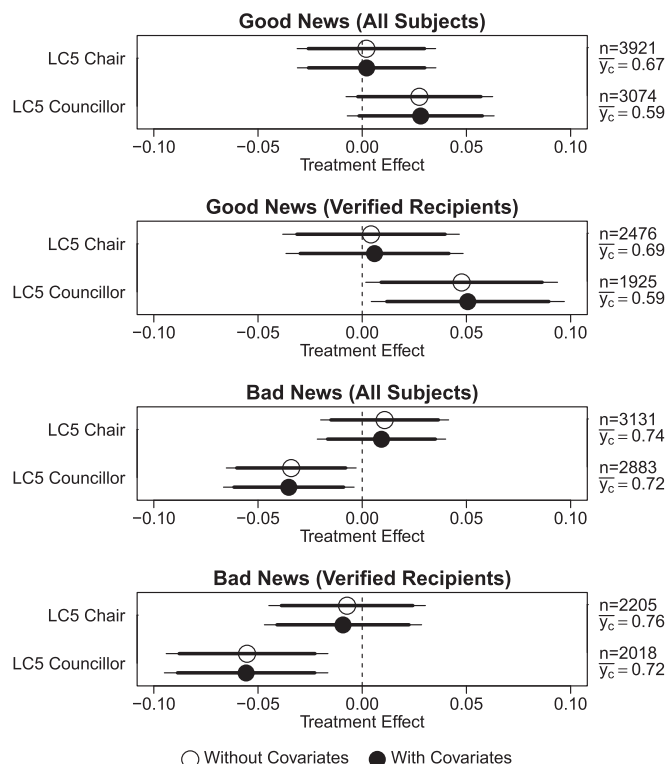 Good News (All Subjects)
LC5 Chair
n=3921
y̅c = 0.67
LC5 Councillor
n=3074
y̅c = 0.59
−0.10 −0.05 0.00 0.05 0.10
Treatment Effect
Good News (Verified Recipients)
LC5 Chair
n=2476
y̅c = 0.69
LC5 Councillor
n=1925
y̅c = 0.59
−0.10 −0.05 0.00 0.05 0.10
Treatment Effect
Bad News (All Subjects)
LC5 Chair
n=3131
y̅c = 0.74
LC5 Councillor
n=2883
y̅c = 0.72
−0.10 −0.05 0.00 0.05 0.10
Treatment Effect
Bad News (Verified Recipients)
LC5 Chair
n=2205
y̅c = 0.76
LC5 Councillor
n=2018
y̅c = 0.72
−0.10 −0.05 0.00 0.05 0.10
Treatment Effect
Without Covariates With Covariates